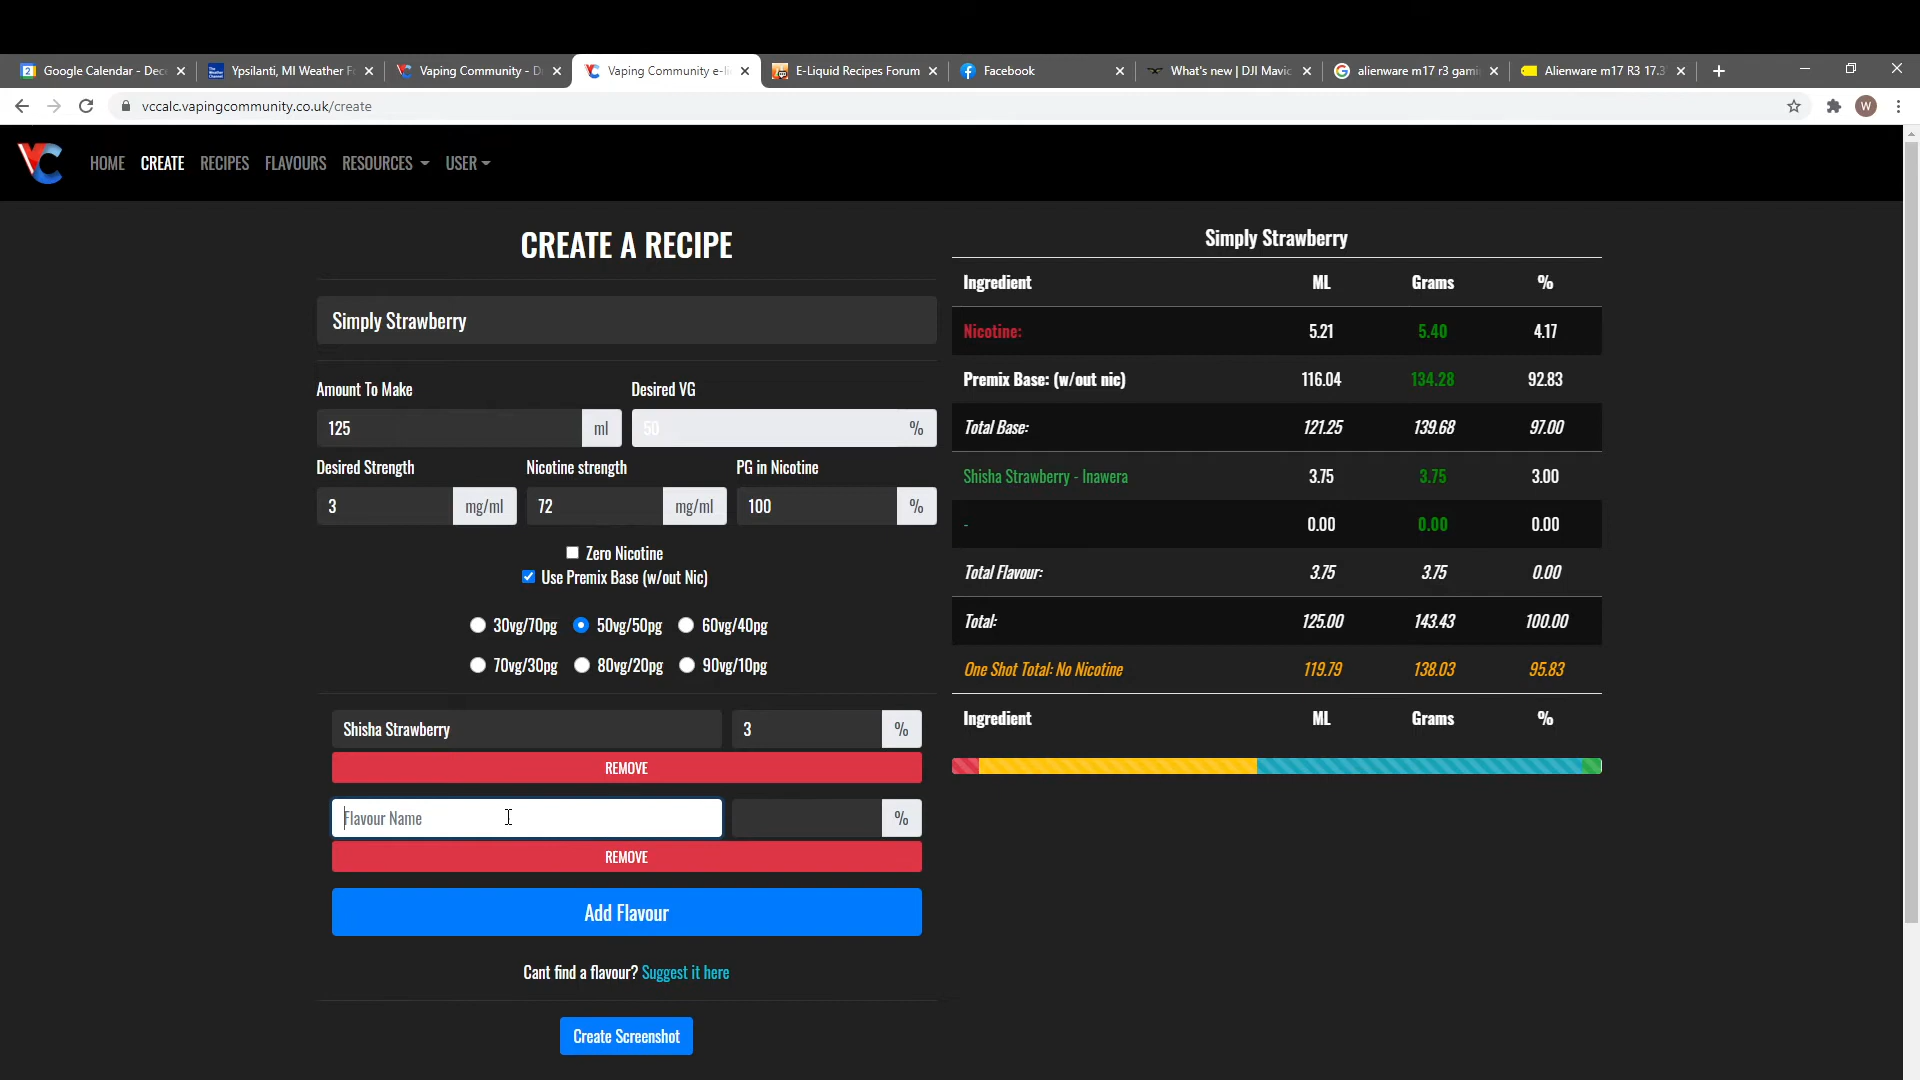 Google Calendar - Dec
Ypsilanti, MI Weather Fo
Vaping Community - Di
Vaping Community e-li
E-Liquid Recipes Forum
Facebook
What's new | DJI Mavic
alienware m17 r3 gami
Alienware m17 R3 17.3"
vccalc.vapingcommunity.co.uk/create
W
VC HOME CREATE RECIPES FLAVOURS RESOURCES USER
CREATE A RECIPE
Simply Strawberry
Amount To Make Desired VG
125 ml 50 %
Desired Strength Nicotine strength PG in Nicotine
3 mg/ml 72 mg/ml 100 %
Zero Nicotine
Use Premix Base (w/out Nic)
30vg/70pg 50vg/50pg 60vg/40pg
70vg/30pg 80vg/20pg 90vg/10pg
Shisha Strawberry 3 %
REMOVE
Flavour Name %
REMOVE
Add Flavour
Cant find a flavour? Suggest it here
Create Screenshot
Simply Strawberry
Ingredient ML Grams %
Nicotine: 5.21 5.40 4.17
Premix Base: (w/out nic) 116.04 134.28 92.83
Total Base: 121.25 139.68 97.00
Shisha Strawberry - Inawera 3.75 3.75 3.00
- 0.00 0.00 0.00
Total Flavour: 3.75 3.75 0.00
Total: 125.00 143.43 100.00
One Shot Total: No Nicotine 119.79 138.03 95.83
Ingredient ML Grams %